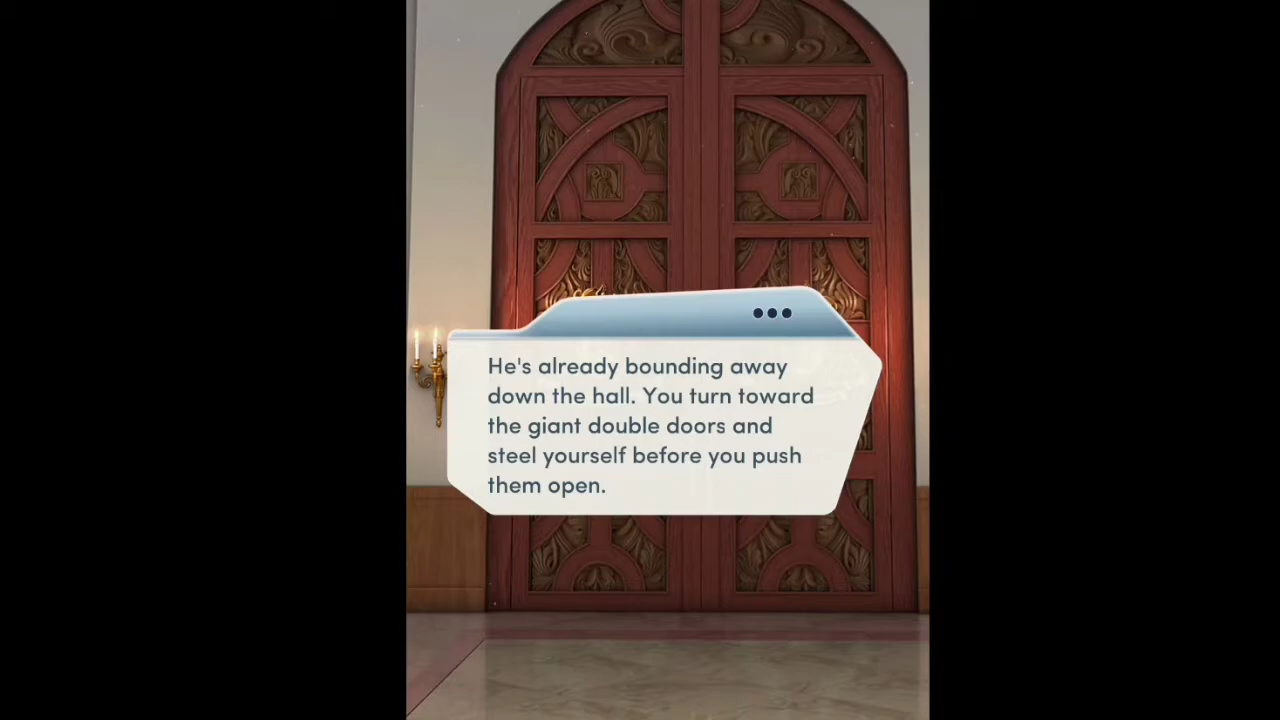 He's already bounding away
down the hall. You turn toward
the giant double doors and
steel yourself before you push
them open.